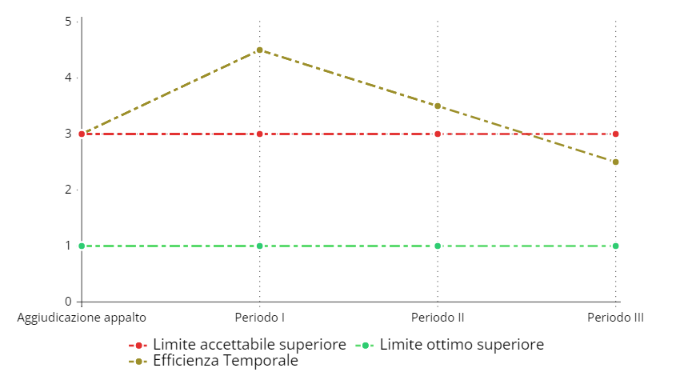 5
4
3
2
1
0
Aggiudicazione appalto Periodo I Periodo II Periodo III
Limite accettabile superiore Limite ottimo superiore
Efficienza Temporale